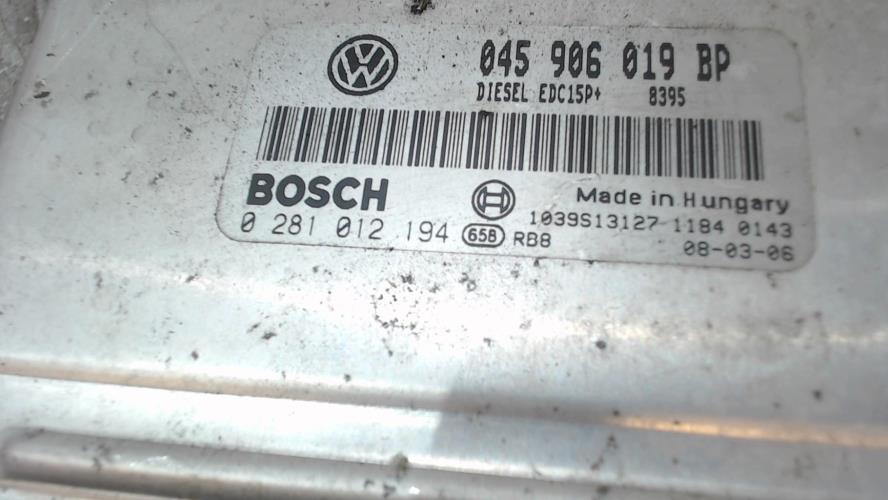 045 906 019 BP
DIESEL EDC15P+ 8395
BOSCH Made in Hungary
0 281 012 194 658 RB8 1039S13127 1184 0143
08-03-06